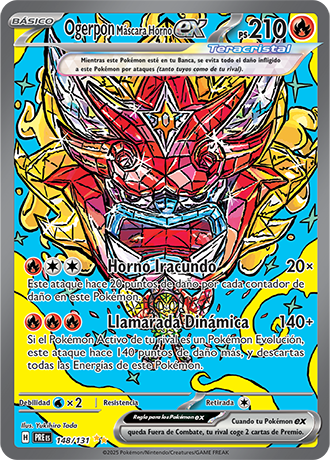 BÁSICO Ogerpon Máscara Horno ex PS 210
Teracristal
Mientras este Pokémon esté en tu Banca, se evita todo el daño infligido
a este Pokémon por ataques (tanto tuyos como de tu rival).
Horno Iracundo 20×
Este ataque hace 20 puntos de daño por cada contador de
daño en este Pokémon.
Llamarada Dinámica 140+
Si el Pokémon Activo de tu rival es un Pokémon Evolución,
este ataque hace 140 puntos de daño más, y descartas
todas las Energías de este Pokémon.
Debilidad ×2 Resistencia Retirada
Ilus. Yukihiro Tada
Regla para los Pokémon ex
Cuando tu Pokémon ex
queda Fuera de Combate, tu rival coge 2 cartas de Premio.
H PRE ES 148/131
©2025 Pokémon/Nintendo/Creatures/GAME FREAK